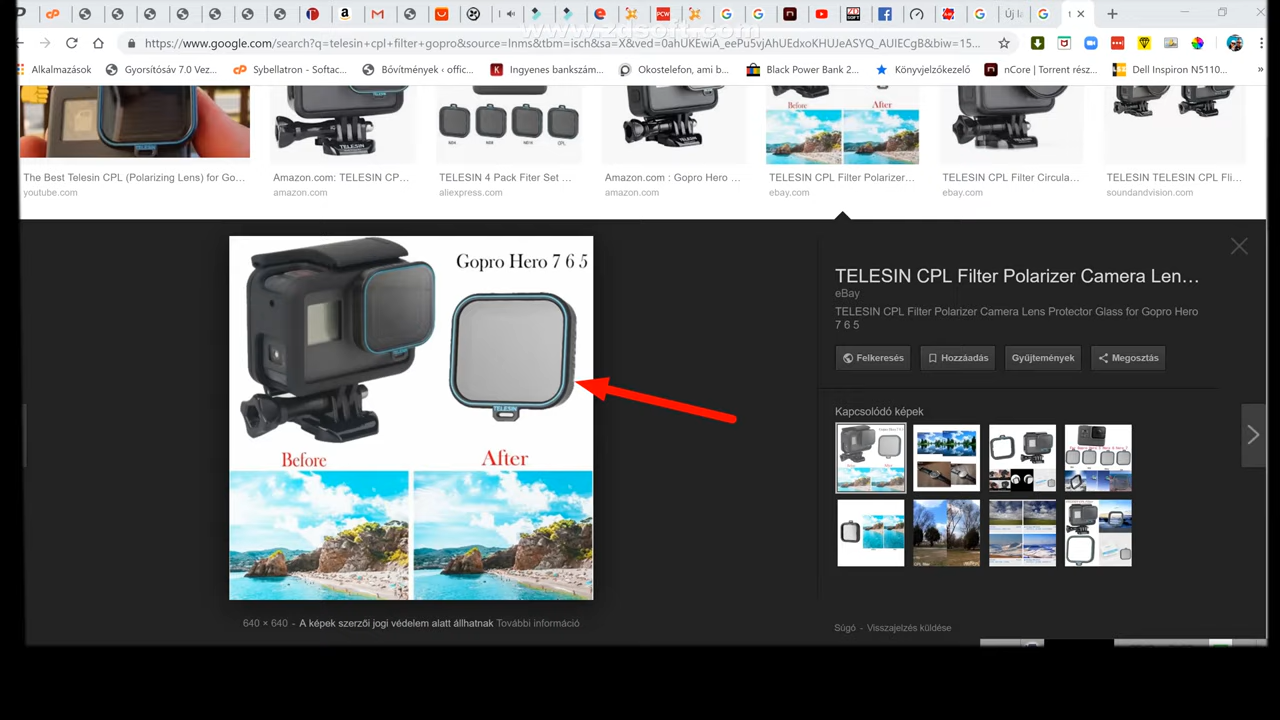 www.zdsoft.com
https://www.google.com/search?q=telesin+cpl+filter+gopro&source=lnms&tbm=isch&sa=X&ved=0ahUKEwiA_eePu5vjAhUEdxoKHUJeASYQ_AUIECgB&biw=15...
Alkalmazások
Gyorsítósáv 7.0 Vez...
Sybellatron – Softac...
Bővítmények ‹ offic...
Ingyenes bankszám...
Okostelefon, ami b...
Black Power Bank 2...
Könyvjelzőkezelő
nCore | Torrent rész...
Dell Inspiron N5110...
Before
After
The Best Telesin CPL (Polarizing Lens) for Go...
youtube.com
Amazon.com: TELESIN CP...
amazon.com
TELESIN 4 Pack Fiter Set ...
aliexpress.com
Amazon.com : Gopro Hero ...
amazon.com
TELESIN CPL Filter Polarizer...
ebay.com
TELESIN CPL Filter Circula...
ebay.com
TELESIN TELESIN CPL Fli...
soundandvision.com
Gopro Hero 7 6 5
TELESIN
Before
After
640 × 640 - A képek szerzői jogi védelem alatt állhatnak További információ
TELESIN CPL Filter Polarizer Camera Len...
eBay
TELESIN CPL Filter Polarizer Camera Lens Protector Glass for Gopro Hero
7 6 5
Felkeresés
Hozzáadás
Gyűjtemények
Megosztás
Kapcsolódó képek
Súgó - Visszajelzés küldése